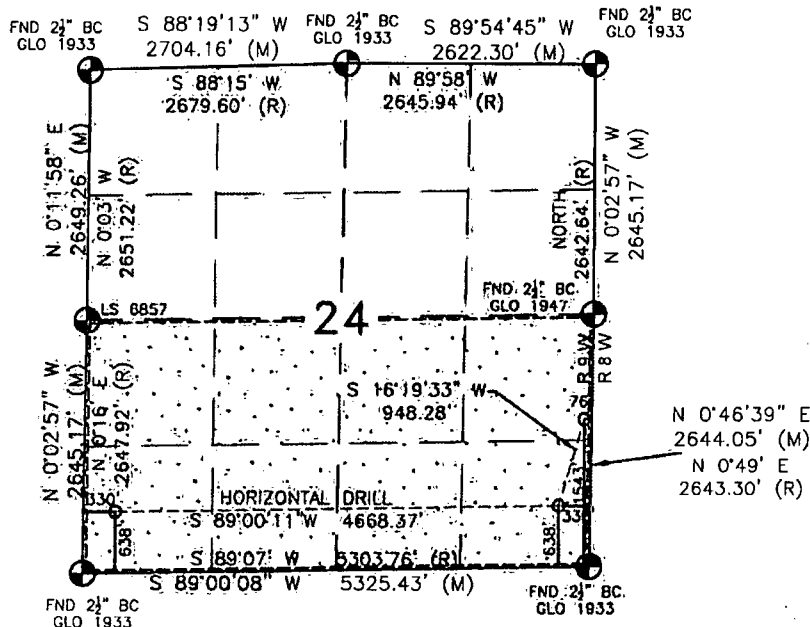 FND 2½" BC
GLO 1933
S 88°19'13" W
2704.16' (M)
FND 2½" BC
GLO 1933
S 89°54'45" W
2622.30' (M)
FND 2½" BC
GLO 1933
S 88°15' W
2679.60' (R)
N 89°58' W
2645.94' (R)
N 0°11'58" E
2649.26' (M)
N 0°03' W
2651.22' (R)
NORTH
2642.64' (R)
N 0°02'57" W
2645.17' (M)
LS 6857
24
FND 2½" BC.
GLO 1947
R 9 W
R 8 W
S 16°19'33" W
948.28'
76'
N 0°46'39" E
2644.05' (M)
N 0°49' E
2643.30' (R)
N 0°02'57" W
2645.17' (M)
N 0°16' E
2647.92' (R)
1543'
330'
HORIZONTAL DRILL
S 89°00'11" W 4668.37'
638'
638'
S 89°07' W 5303.76' (R)
S 89°00'08" W 5325.43' (M)
FND 2½" BC
GLO 1933
FND 2½" BC.
GLO 1933